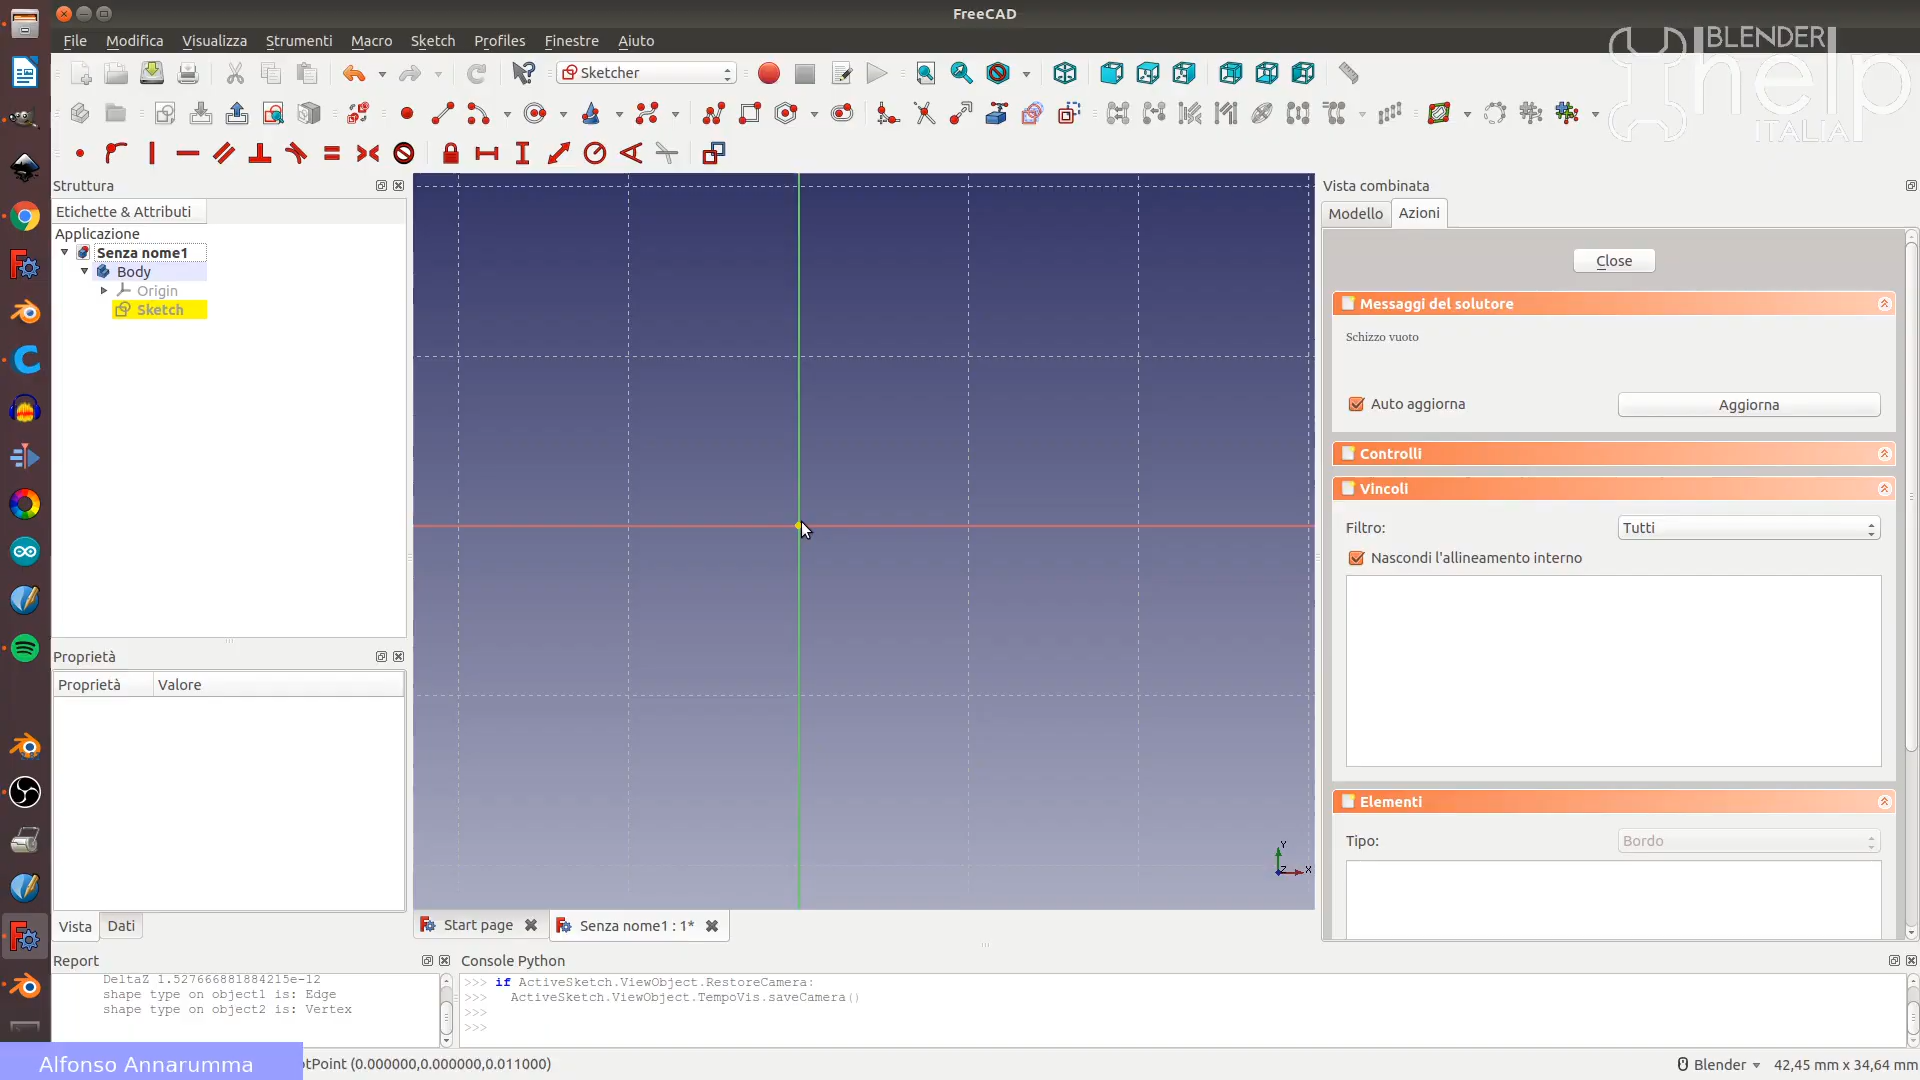 FreeCAD
BLENDER
help
ITALIA
File Modifica Visualizza Strumenti Macro Sketch Profiles Finestre Aiuto
Sketcher
Struttura
Etichette & Attributi
Applicazione
Senza nome1
Body
Origin
Sketch
Proprietà
Proprietà Valore
Vista Dati
Y
Z X
Start page Senza nome1 : 1*
Vista combinata
Modello Azioni
Close
Messaggi del solutore
Schizzo vuoto
Auto aggiorna Aggiorna
Controlli
Vincoli
Filtro: Tutti
Nascondi l'allineamento interno
Elementi
Tipo: Bordo
Report
DeltaZ 1.527666881884215e-12
shape type on object1 is: Edge
shape type on object2 is: Vertex
Console Python
>>> if ActiveSketch.ViewObject.RestoreCamera:
>>> ActiveSketch.ViewObject.TempoVis.saveCamera()
>>>
>>>
Alfonso Annarumma
otPoint (0.000000,0.000000,0.011000)
Blender 42,45 mm x 34,64 mm